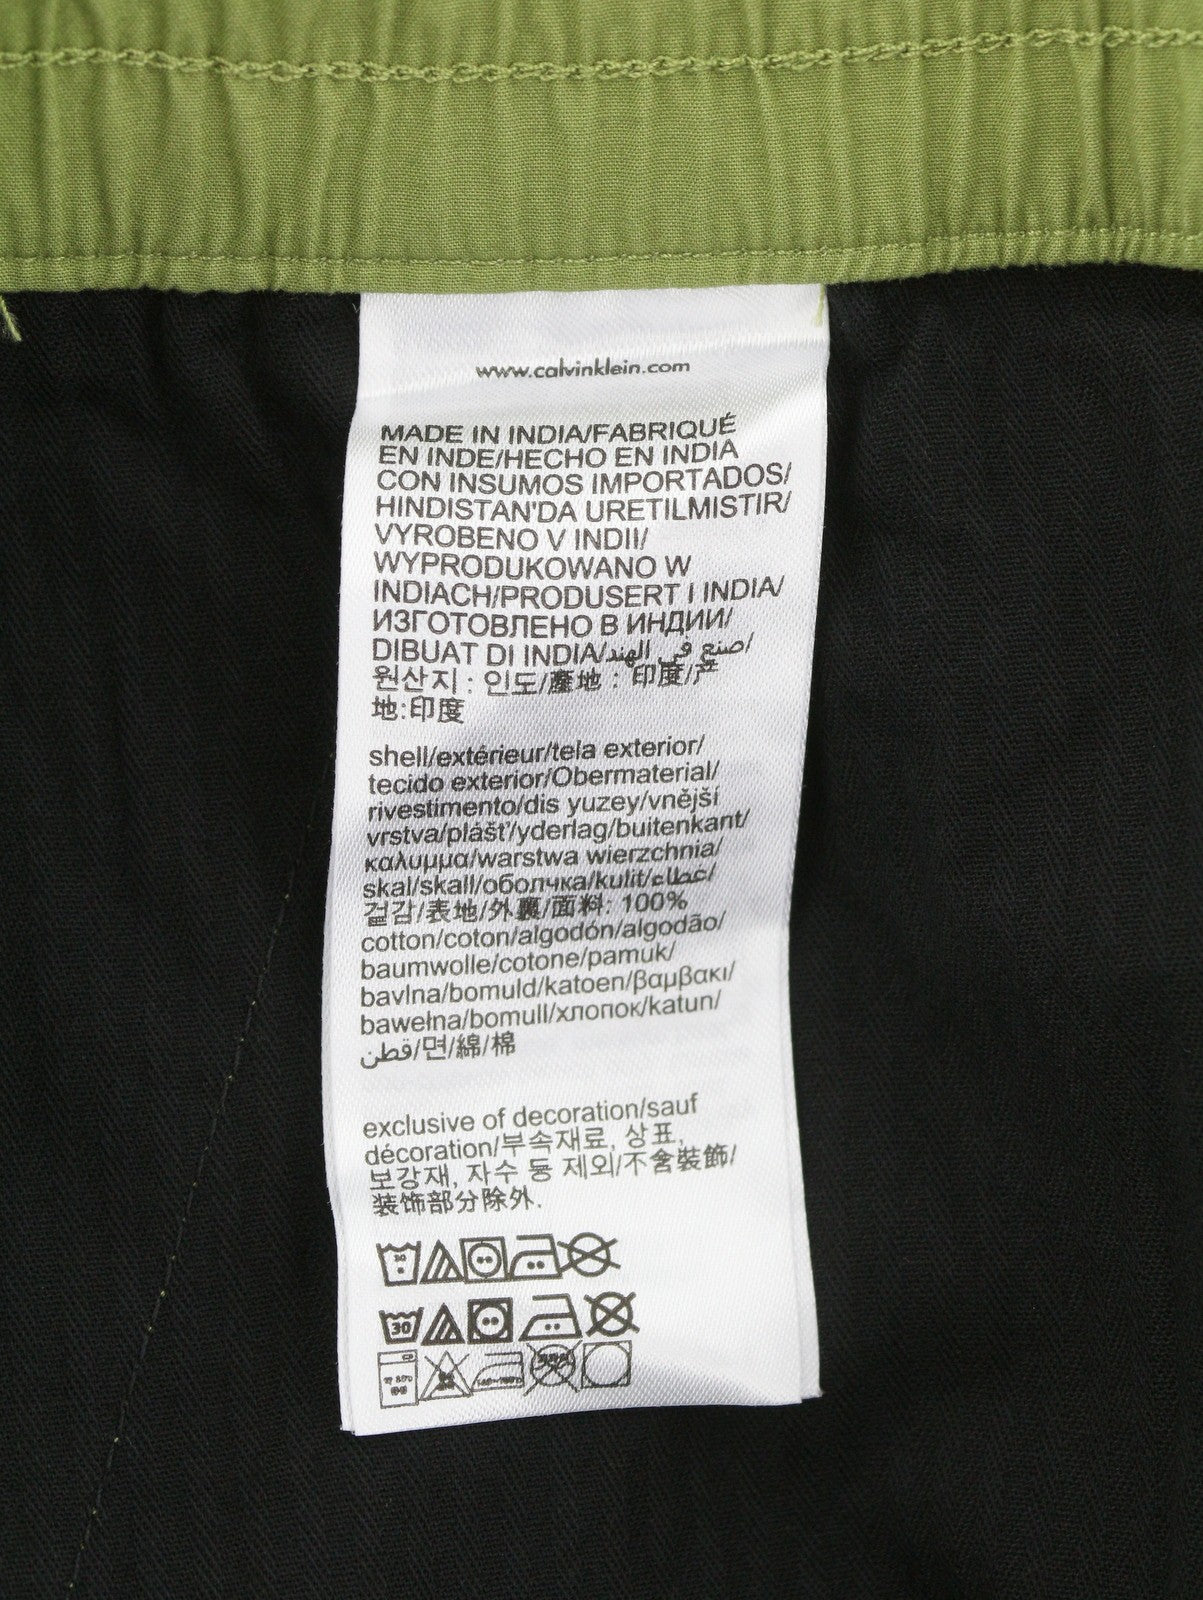 www.calvinklein.com
MADE IN INDIA/FABRIQUÉ
EN INDE/HECHO EN INDIA
CON INSUMOS IMPORTADOS/
HINDISTAN'DA URETILMISTIR/
VYROBENO V INDII/
WYPRODUKOWANO W
INDIACH/PRODUSERT I INDIA/
ИЗГОТОВЛЕНО В ИНДИИ/
DIBUAT DI INDIA/صنع في الهند/
원산지 : 인도/產地 : 印度/产
地:印度
shell/extérieur/tela exterior/
tecido exterior/Obermaterial/
rivestimento/dis yuzey/vnější
vrstva/plášť/yderlag/buitenkant/
καλυμμα/warstwa wierzchnia/
skal/skall/оболчка/kulit/غطاء/
겉감/表地/外裏/面料: 100%
cotton/coton/algodón/algodão/
baumwolle/cotone/pamuk/
bavlna/bomuld/katoen/βαμβακι/
bawełna/bomull/хлопок/katun/
قطن/면/綿/棉
exclusive of decoration/sauf
décoration/부속재료, 상표,
보강재, 자수 등 제외/不含裝飾/
装饰部分除外.
30
30